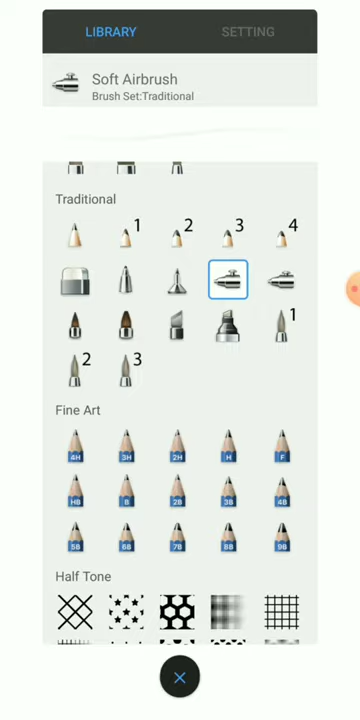 LIBRARY SETTING
Soft Airbrush
Brush Set:Traditional
Traditional
1 2 3 4
1
2 3
Fine Art
4H 3H 2H H F
HB B 2B 3B 4B
5B 6B 7B 8B 9B
Half Tone